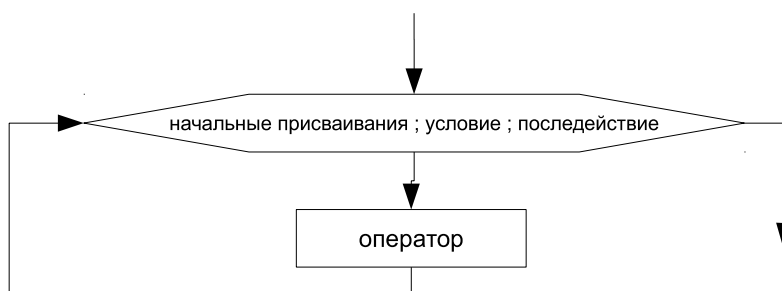 начальные присваивания ; условие ; последействие
оператор